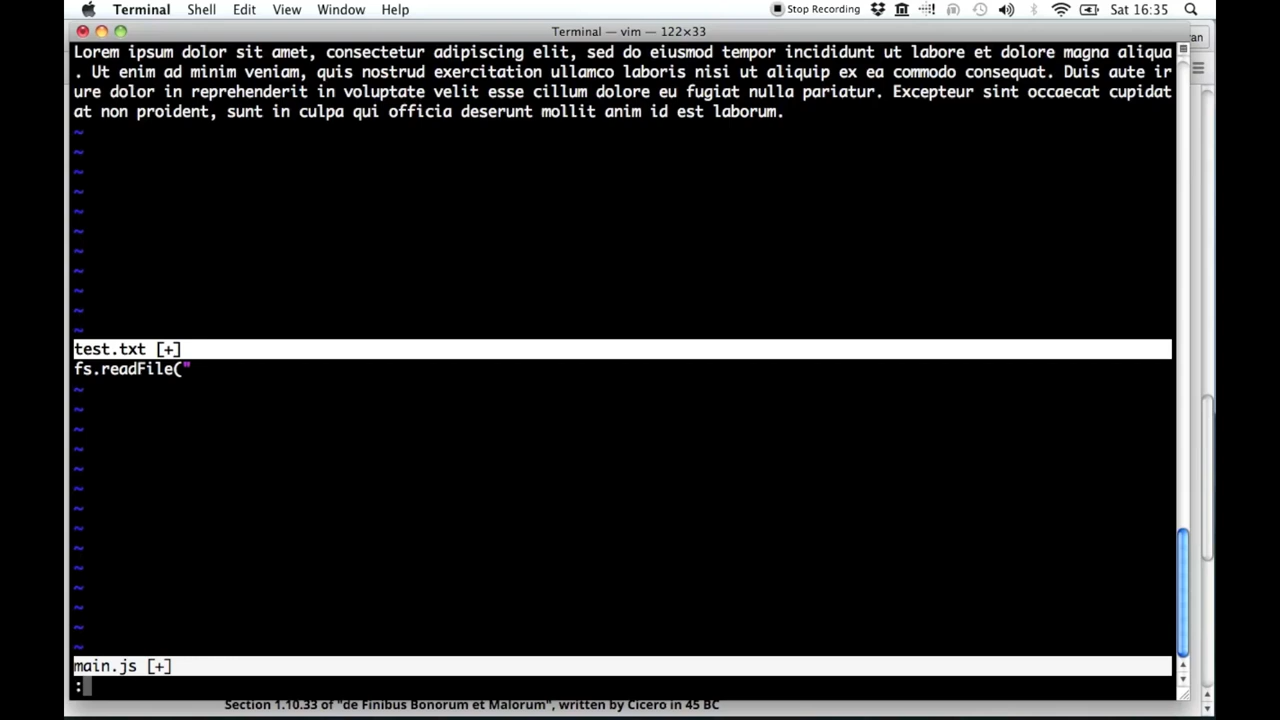 Terminal Shell Edit View Window Help Stop Recording Sat 16:35
Terminal — vim — 122×33
Lorem ipsum dolor sit amet, consectetur adipiscing elit, sed do eiusmod tempor incididunt ut labore et dolore magna aliqua
. Ut enim ad minim veniam, quis nostrud exercitation ullamco laboris nisi ut aliquip ex ea commodo consequat. Duis aute ir
ure dolor in reprehenderit in voluptate velit esse cillum dolore eu fugiat nulla pariatur. Excepteur sint occaecat cupidat
at non proident, sunt in culpa qui officia deserunt mollit anim id est laborum.
~
~
~
~
~
~
~
~
~
~
~
test.txt [+]
fs.readFile("
~
~
~
~
~
~
~
~
~
~
~
~
~
~
main.js [+]
:
Section 1.10.33 of "de Finibus Bonorum et Malorum", written by Cicero in 45 BC